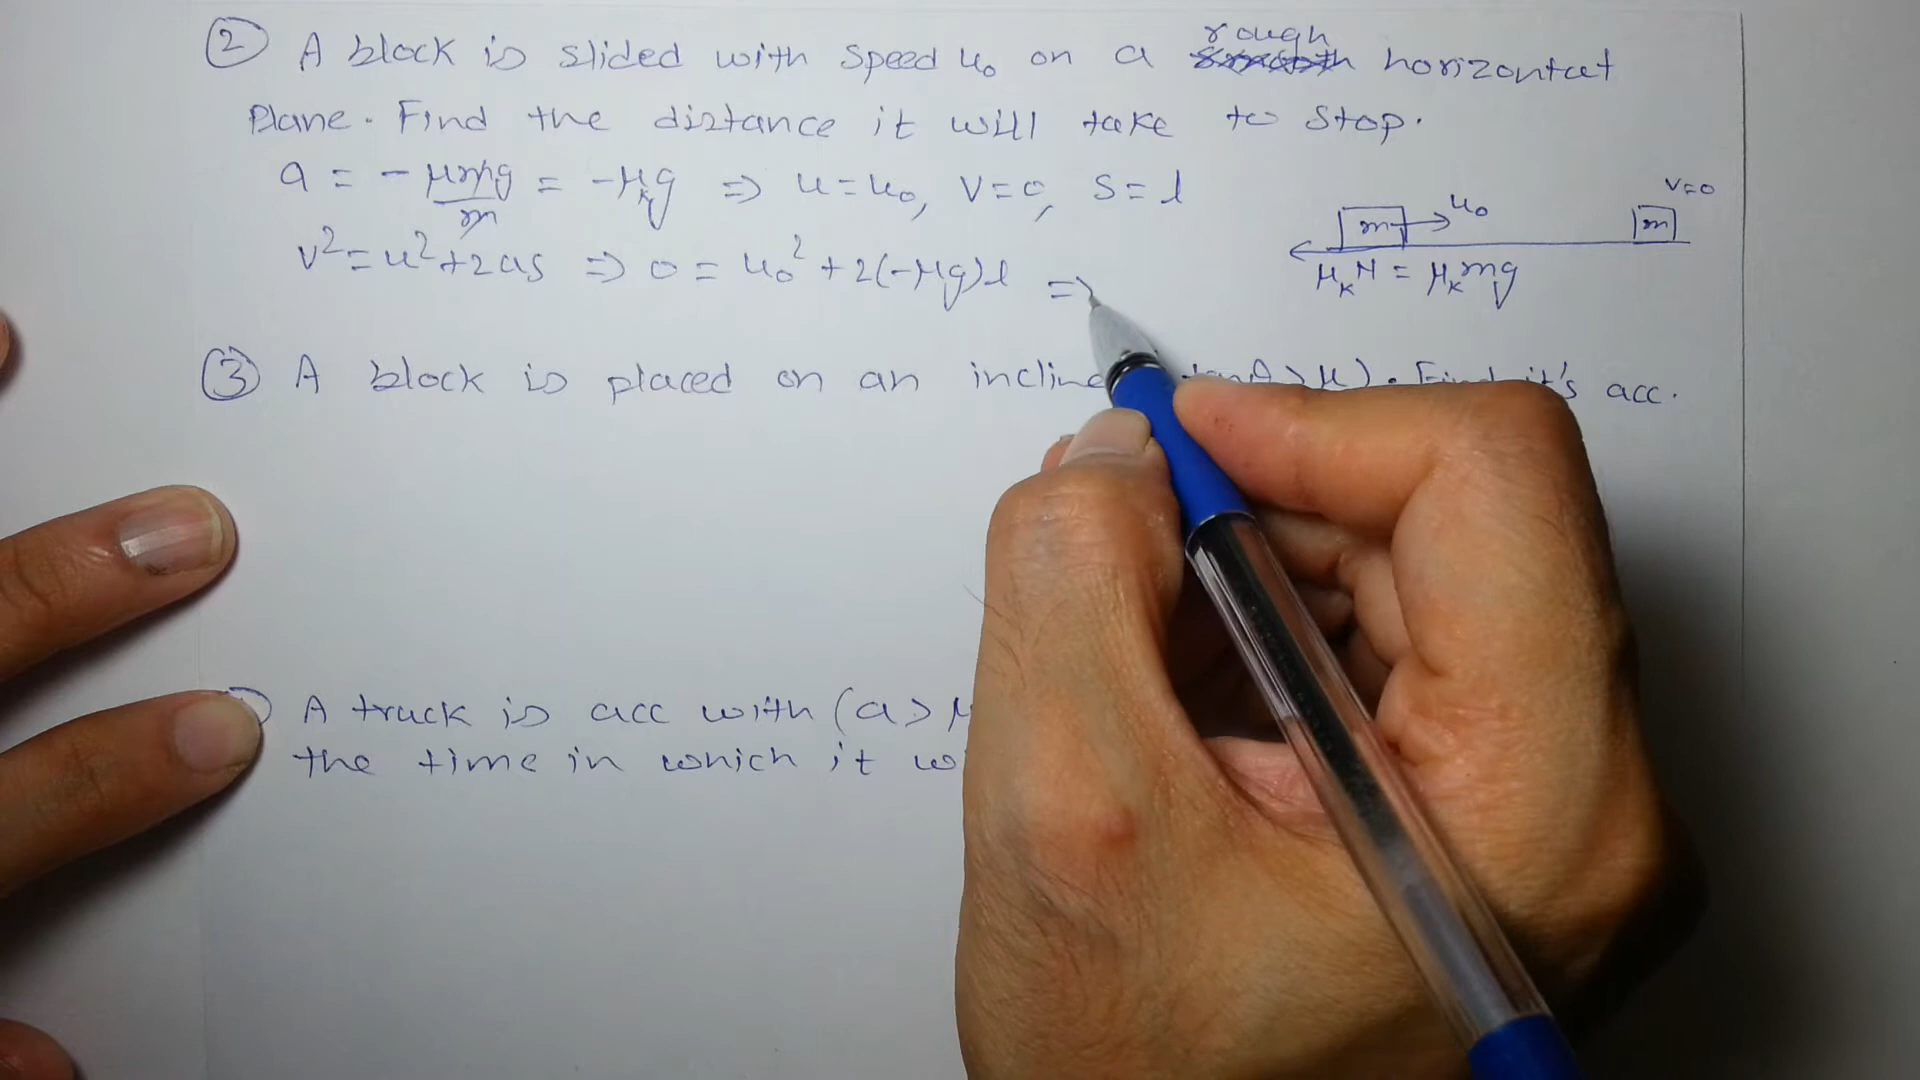 ② A block is slided with speed u₀ on a rough horizontal
Plane. Find the distance it will take to stop.
a = - μmg/m = -μₖg => u=u₀, v=0, s=l
v²=u²+2as => 0 = u₀²+2(-μg)l =>
v=0
m u₀
m
μₖN = μₖmg
③ A block is placed on an μ). it's acc.
A truck is acc with (a>
the time in which it